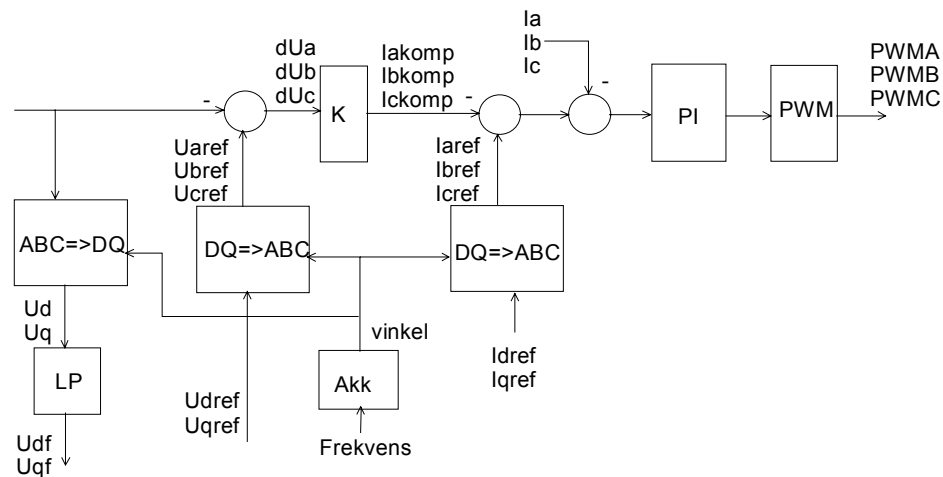 dUa
dUb
dUc
Iakomp
Ibkomp
Ickomp
Ia
Ib
Ic
PWMA
PWMB
PWMC
-
K
-
-
PI
PWM
Uaref
Ubref
Ucref
Iaref
Ibref
Icref
ABC=>DQ
DQ=>ABC
DQ=>ABC
Ud
Uq
vinkel
LP
Akk
Idref
Iqref
Udref
Uqref
Frekvens
Udf
Uqf